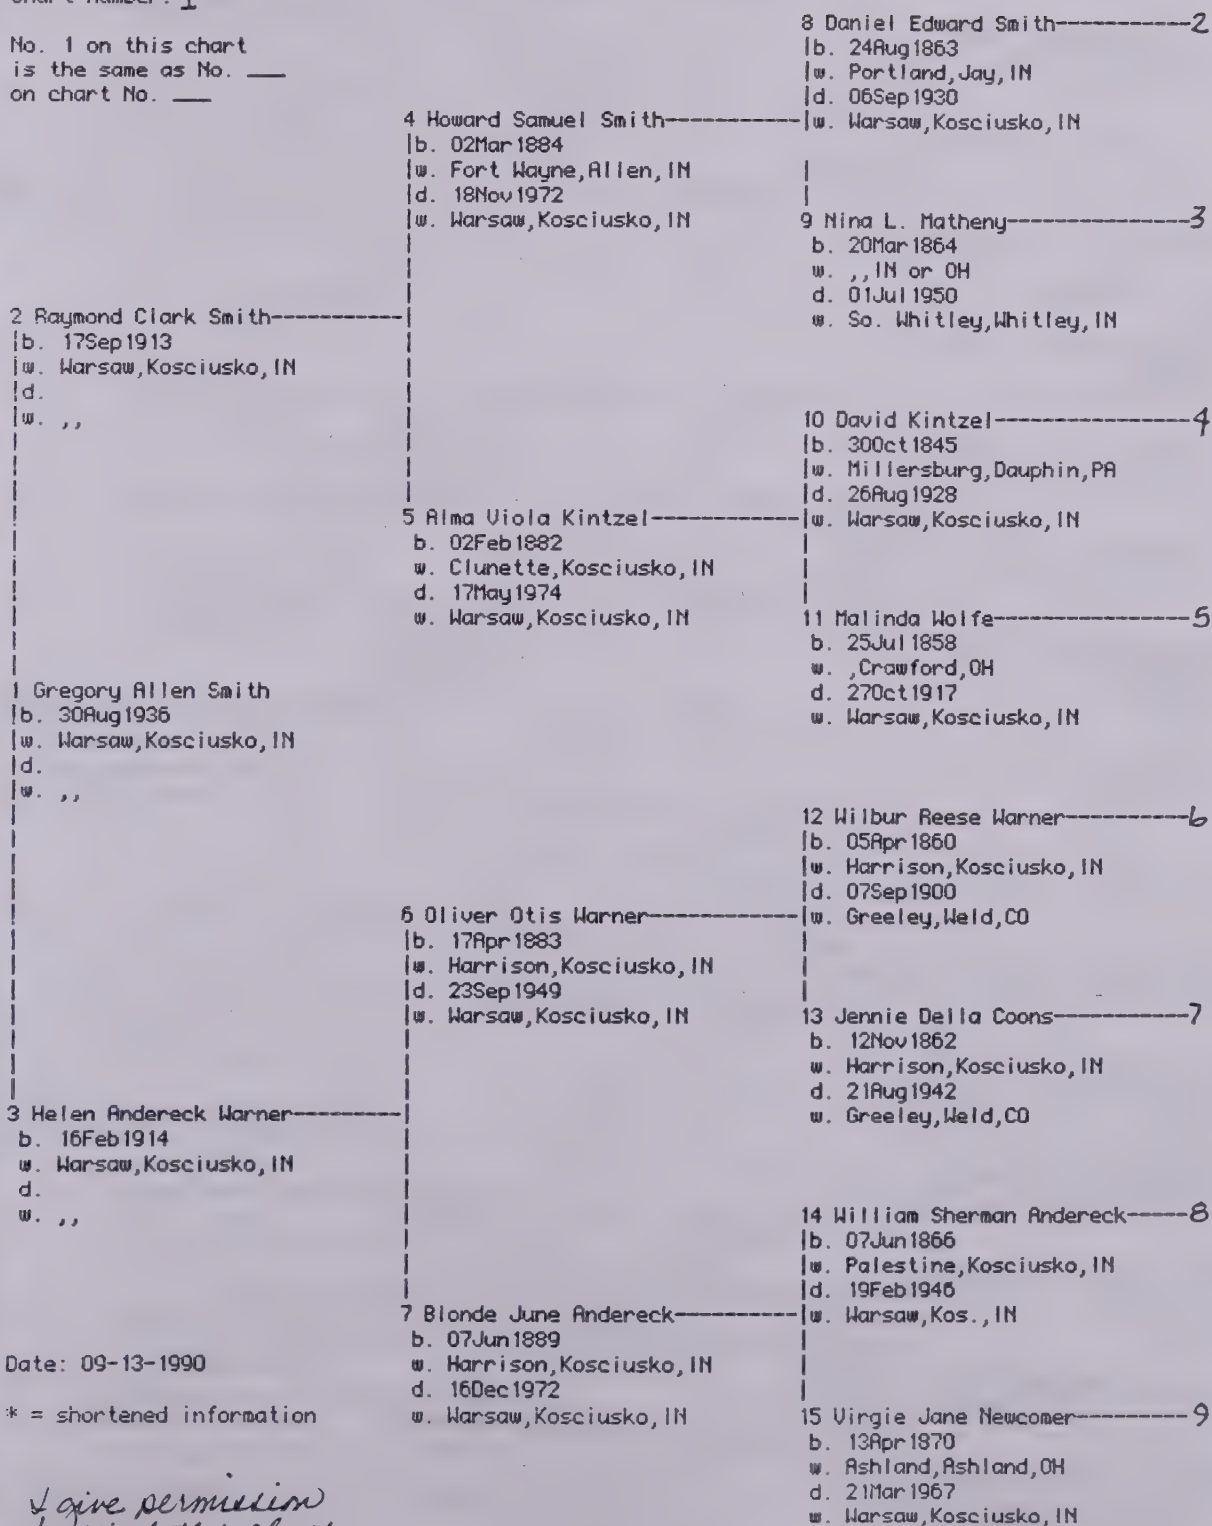 Chart Number: 1
No. 1 on this chart
is the same as No. ___
on chart No. ___
8 Daniel Edward Smith-----------2
|b. 24Aug1863
|w. Portland,Jay,IN
|d. 06Sep1930
|w. Warsaw,Kosciusko,IN
4 Howard Samuel Smith-----------
|b. 02Mar1884
|w. Fort Wayne,Allen,IN
|d. 18Nov1972
|w. Warsaw,Kosciusko,IN
9 Nina L. Matheny---------------3
b. 20Mar1864
w. ,,IN or OH
d. 01Jul1950
w. So. Whitley,Whitley,IN
2 Raymond Clark Smith-----------
|b. 17Sep1913
|w. Warsaw,Kosciusko,IN
|d.
|w. ,,
10 David Kintzel----------------4
|b. 30Oct1845
|w. Millersburg,Dauphin,PA
|d. 26Aug1928
|w. Warsaw,Kosciusko,IN
5 Alma Viola Kintzel------------
b. 02Feb1882
w. Clunette,Kosciusko,IN
d. 17May1974
w. Warsaw,Kosciusko,IN
11 Malinda Wolfe----------------5
b. 25Jul1858
w. ,Crawford,OH
d. 27Oct1917
w. Warsaw,Kosciusko,IN
1 Gregory Allen Smith
|b. 30Aug1936
|w. Warsaw,Kosciusko,IN
|d.
|w. ,,
12 Wilbur Reese Warner----------6
|b. 05Apr1860
|w. Harrison,Kosciusko,IN
|d. 07Sep1900
|w. Greeley,Weld,CO
6 Oliver Otis Warner------------
|b. 17Apr1883
|w. Harrison,Kosciusko,IN
|d. 23Sep1949
|w. Warsaw,Kosciusko,IN
13 Jennie Della Coons-----------7
b. 12Nov1862
w. Harrison,Kosciusko,IN
d. 21Aug1942
w. Greeley,Weld,CO
3 Helen Andereck Warner---------
b. 16Feb1914
w. Warsaw,Kosciusko,IN
d.
w. ,,
14 William Sherman Andereck-----8
|b. 07Jun1866
|w. Palestine,Kosciusko,IN
|d. 19Feb1946
|w. Warsaw,Kos.,IN
7 Blonde June Andereck----------
b. 07Jun1889
w. Harrison,Kosciusko,IN
d. 16Dec1972
w. Warsaw,Kosciusko,IN
15 Virgie Jane Newcomer---------9
b. 13Apr1870
w. Ashland,Ashland,OH
d. 21Mar1967
w. Warsaw,Kosciusko,IN
Date: 09-13-1990
* = shortened information
I give permission